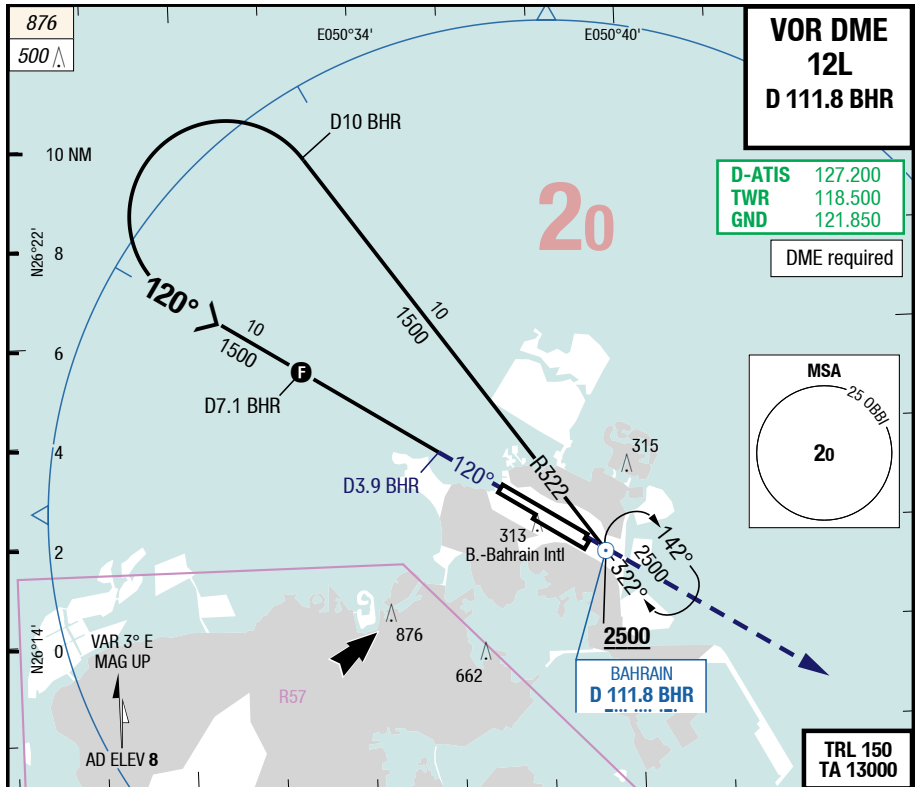 876
500
E050°34'
E050°40'
VOR DME
12L
D 111.8 BHR
D10 BHR
10 NM
D-ATIS 127.200
TWR 118.500
GND 121.850
20
DME required
N26°22'
8
120°
10
1500
10
1500
6
F
D7.1 BHR
MSA
25 OBBI
20
4
D3.9 BHR
120°
R322
315
313
B.-Bahrain Intl
2
142°
2500
322°
2500
N26°14'
0
VAR 3° E
MAG UP
876
662
R57
BAHRAIN
D 111.8 BHR
AD ELEV 8
TRL 150
TA 13000